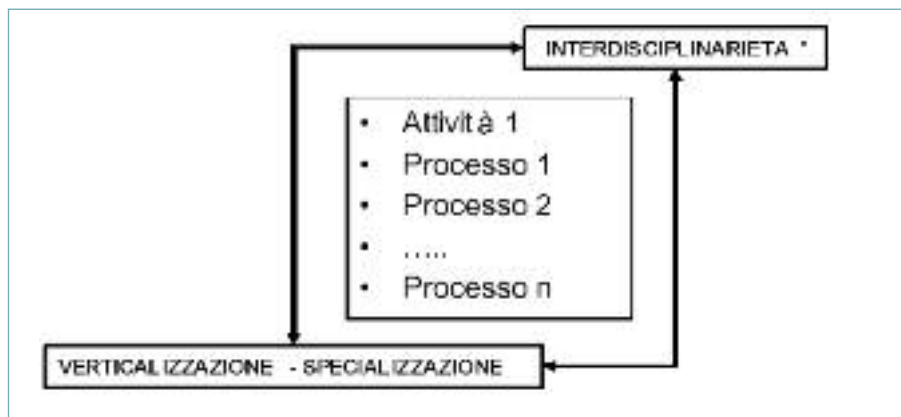 INTERDISCIPLINARIETA '
• Attività 1
• Processo 1
• Processo 2
• .....
• Processo n
VERTICALIZZAZIONE - SPECIALIZZAZIONE